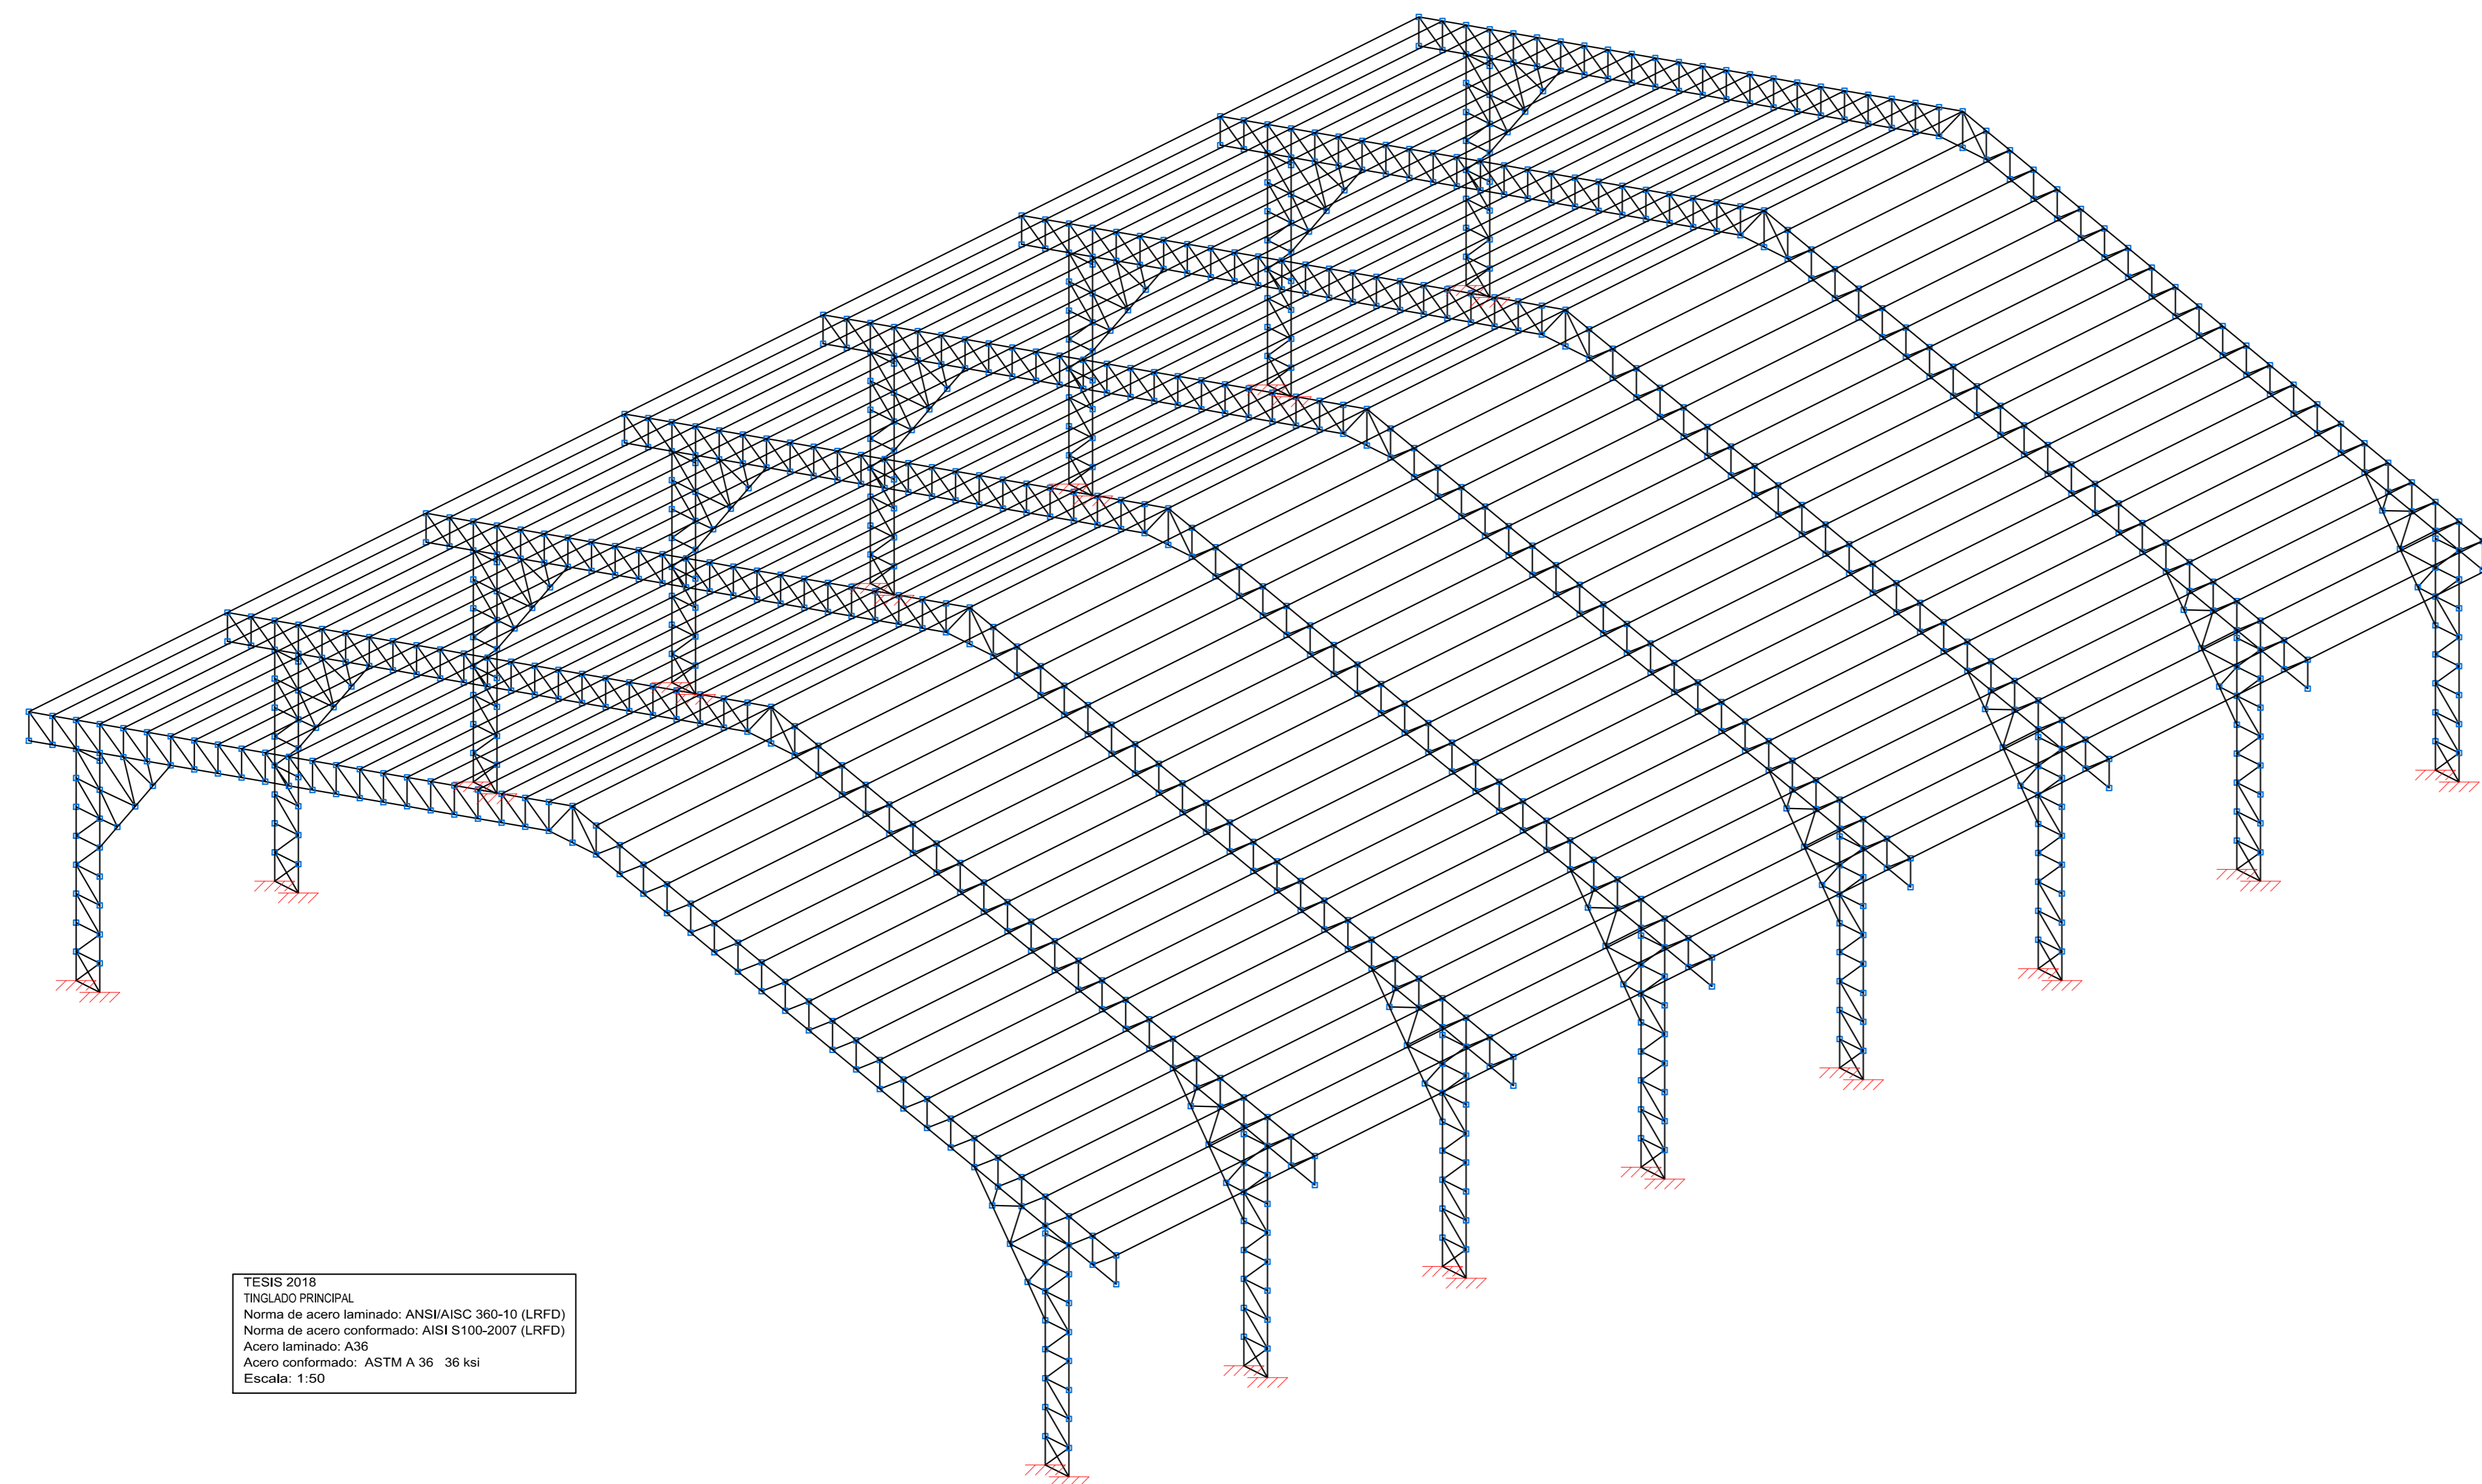 TESIS 2018
TINGLADO PRINCIPAL
Norma de acero laminado: ANSI/AISC 360-10 (LRFD)
Norma de acero conformado: AISI S100-2007 (LRFD)
Acero laminado: A36
Acero conformado:  ASTM A 36   36 ksi
Escala: 1:50